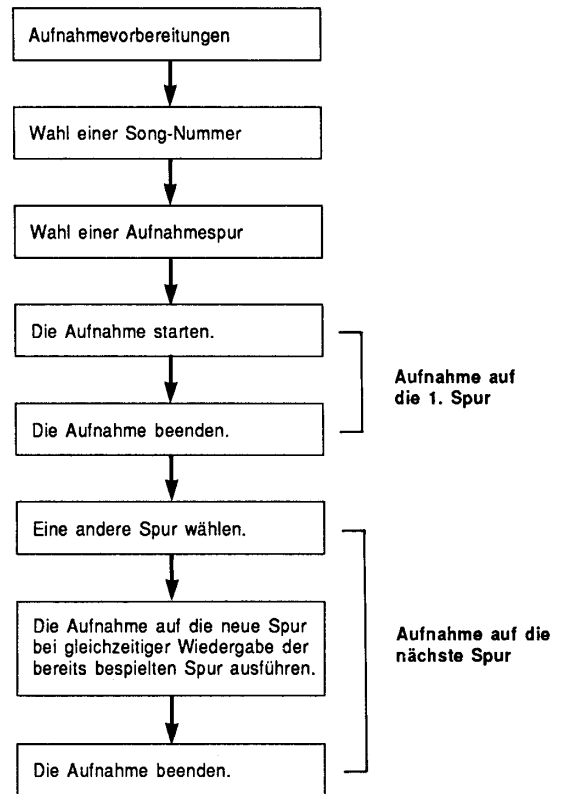 Aufnahmevorbereitungen
Wahl einer Song-Nummer
Wahl einer Aufnahmespur
Die Aufnahme starten.
Die Aufnahme beenden.
Aufnahme auf
die 1. Spur
Eine andere Spur wählen.
Die Aufnahme auf die neue Spur
bei gleichzeitiger Wiedergabe der
bereits bespielten Spur ausführen.
Die Aufnahme beenden.
Aufnahme auf die
nächste Spur